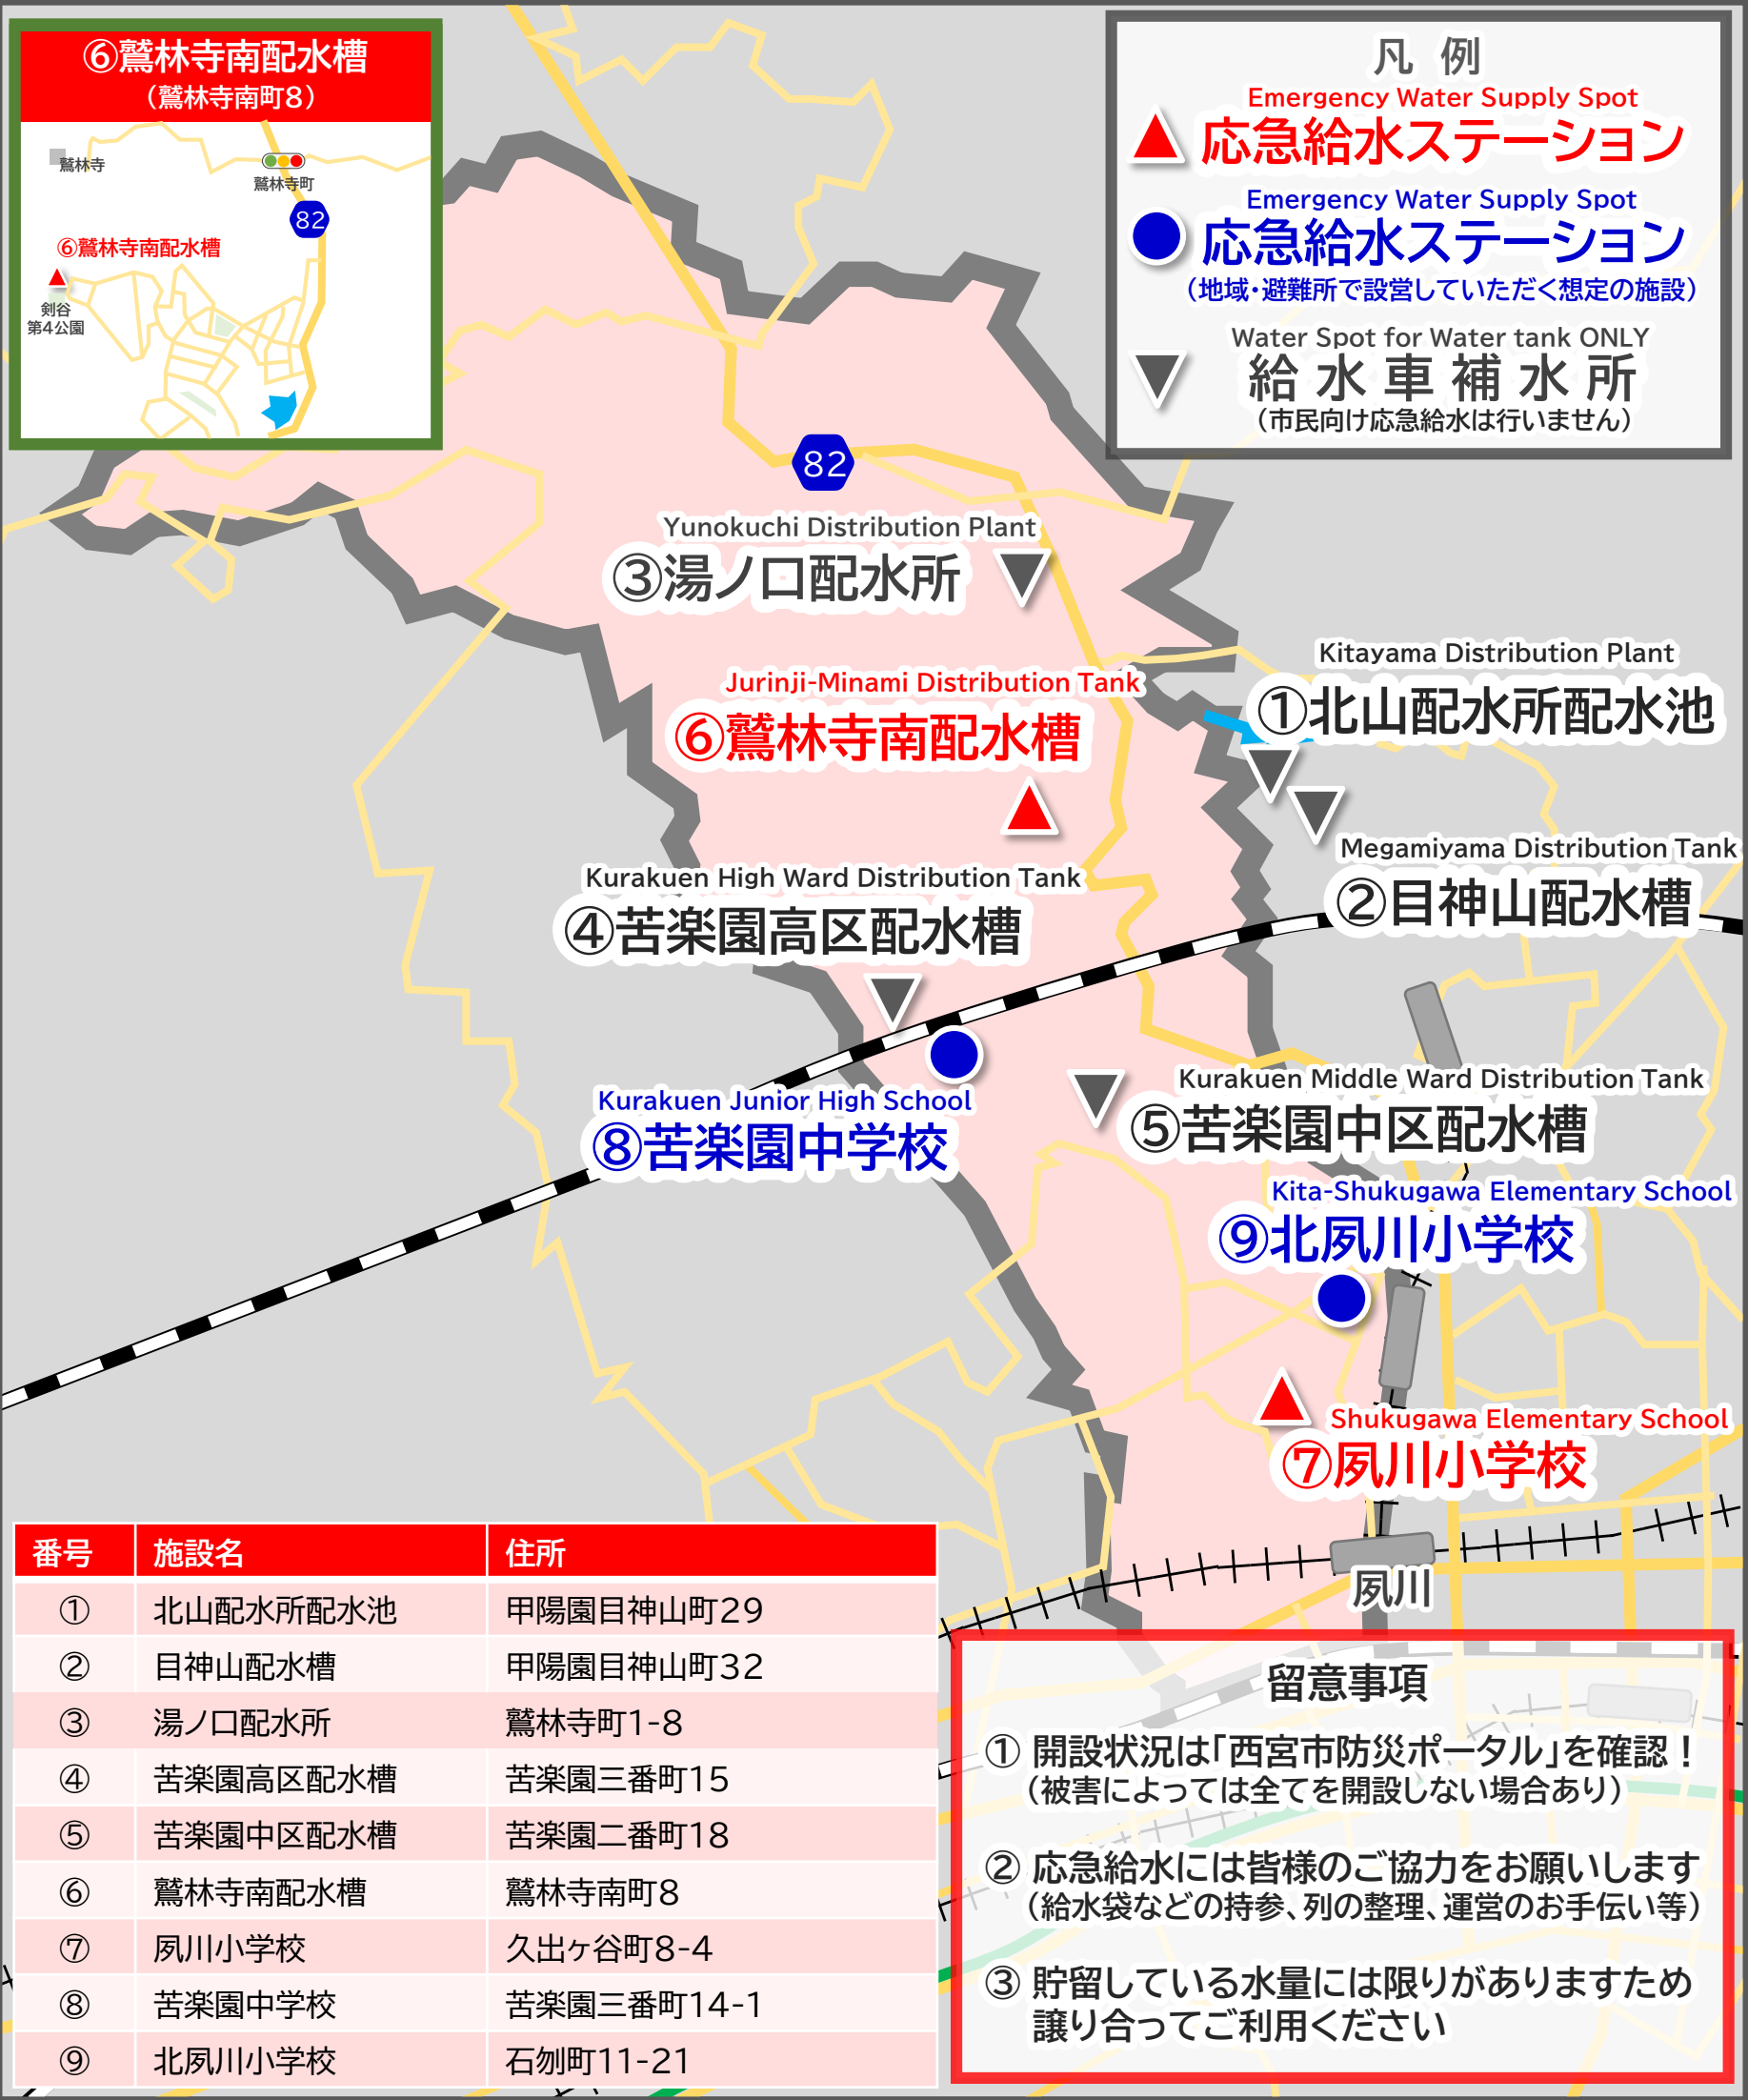 ⑥鷲林寺南配水槽
（鷲林寺南町8）
鷲林寺
鷲林寺町
82
⑥鷲林寺南配水槽
剣谷
第4公園
凡 例
Emergency Water Supply Spot
応急給水ステーション
Emergency Water Supply Spot
応急給水ステーション
（地域・避難所で設営していただく想定の施設）
Water Spot for Water tank ONLY
給水車補水所
（市民向け応急給水は行いません）
82
Yunokuchi Distribution Plant
③湯ノ口配水所
Kitayama Distribution Plant
①北山配水所配水池
Jurinji-Minami Distribution Tank
⑥鷲林寺南配水槽
Megamiyama Distribution Tank
②目神山配水槽
Kurakuen High Ward Distribution Tank
④苦楽園高区配水槽
Kurakuen Middle Ward Distribution Tank
⑤苦楽園中区配水槽
Kurakuen Junior High School
⑧苦楽園中学校
Kita-Shukugawa Elementary School
⑨北夙川小学校
Shukugawa Elementary School
⑦夙川小学校
夙川
番号 施設名 住所
① 北山配水所配水池 甲陽園目神山町29
② 目神山配水槽 甲陽園目神山町32
③ 湯ノ口配水所 鷲林寺町1-8
④ 苦楽園高区配水槽 苦楽園三番町15
⑤ 苦楽園中区配水槽 苦楽園二番町18
⑥ 鷲林寺南配水槽 鷲林寺南町8
⑦ 夙川小学校 久出ヶ谷町8-4
⑧ 苦楽園中学校 苦楽園三番町14-1
⑨ 北夙川小学校 石刎町11-21
留意事項
① 開設状況は「西宮市防災ポータル」を確認！
（被害によっては全てを開設しない場合あり）
② 応急給水には皆様のご協力をお願いします
（給水袋などの持参、列の整理、運営のお手伝い等）
③ 貯留している水量には限りがありますため
譲り合ってご利用ください